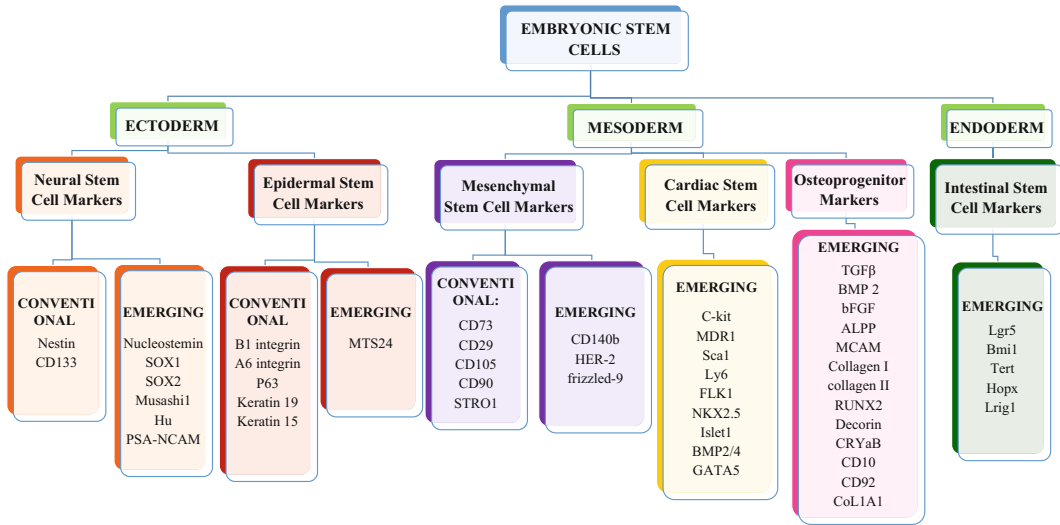 EMBRYONIC STEM
CELLS
ECTODERM
MESODERM
ENDODERM
Neural Stem
Cell Markers
Epidermal Stem
Cell Markers
Mesenchymal
Stem Cell Markers
Cardiac Stem
Cell Markers
Osteoprogenitor
Markers
Intestinal Stem
Cell Markers
CONVENTI
ONAL
Nestin
CD133
EMERGING
Nucleostemin
SOX1
SOX2
Musashi1
Hu
PSA-NCAM
CONVENTI
ONAL
B1 integrin
A6 integrin
P63
Keratin 19
Keratin 15
EMERGING
MTS24
CONVENTI
ONAL:
CD73
CD29
CD105
CD90
STRO1
EMERGING
CD140b
HER-2
frizzled-9
EMERGING
C-kit
MDR1
Sca1
Ly6
FLK1
NKX2.5
Islet1
BMP2/4
GATA5
EMERGING
TGFβ
BMP 2
bFGF
ALPP
MCAM
Collagen I
collagen II
RUNX2
Decorin
CRYaB
CD10
CD92
CoL1A1
EMERGING
Lgr5
Bmi1
Tert
Hopx
Lrig1